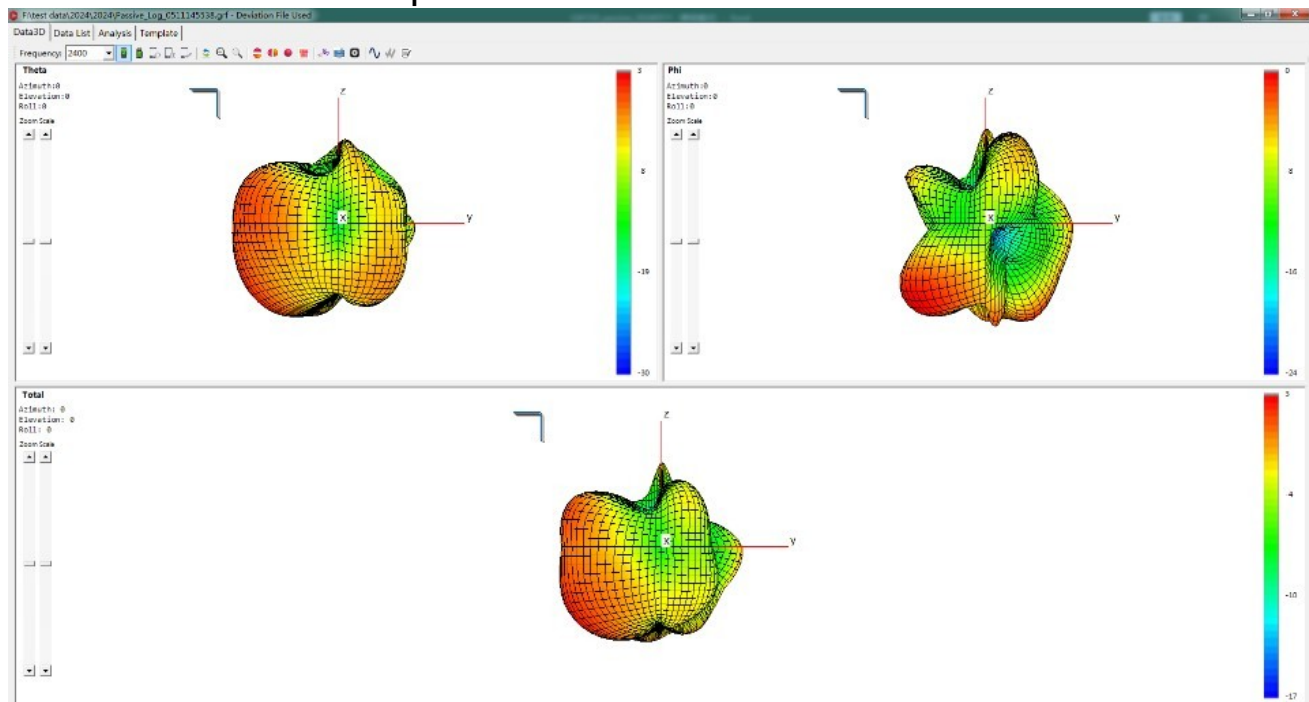 F:\test data\2024\2024\Passive_Log_0511145538.grf - Deviation File Used
Data3D Data List Analysis Template
Frequency: 2400
Theta
Azimuth:0
Elevation:0
Roll:0
Zoom Scale
z
x
y
3
-8
-19
-30
Phi
Azimuth:0
Elevation:0
Roll:0
Zoom Scale
z
x
y
0
-8
-16
-24
Total
Azimuth: 0
Elevation: 0
Roll: 0
Zoom Scale
z
x
y
3
-4
-10
-17